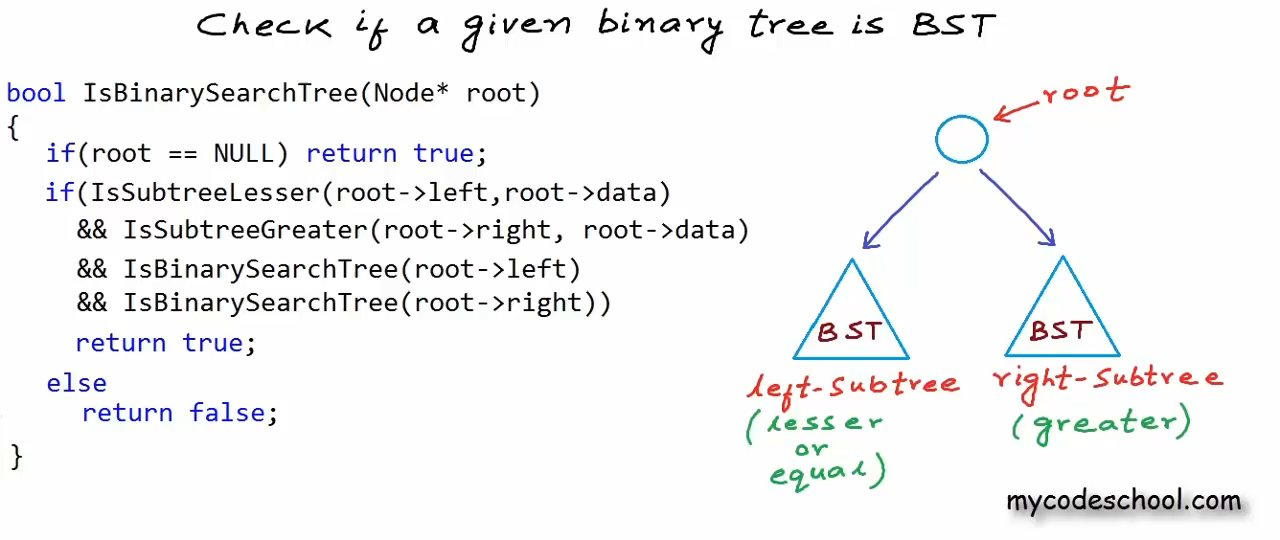 Check if a given binary tree is BST
bool IsBinarySearchTree(Node* root)
{
if(root == NULL) return true;
if(IsSubtreeLesser(root->left,root->data)
&& IsSubtreeGreater(root->right, root->data)
&& IsBinarySearchTree(root->left)
&& IsBinarySearchTree(root->right))
return true;
else
return false;
}
root
BST
BST
left-subtree
right-subtree
(lesser
or
equal)
(greater)
mycodeschool.com